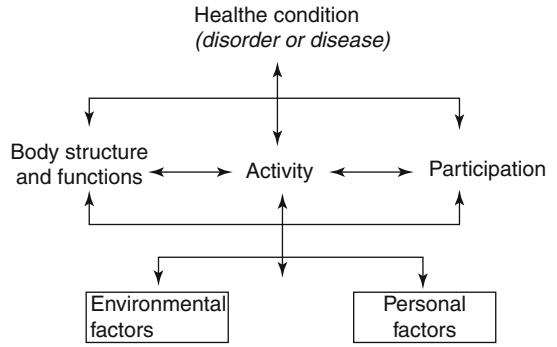 Healthe condition
(disorder or disease)
Body structure
and functions
Activity
Participation
Environmental
factors
Personal
factors